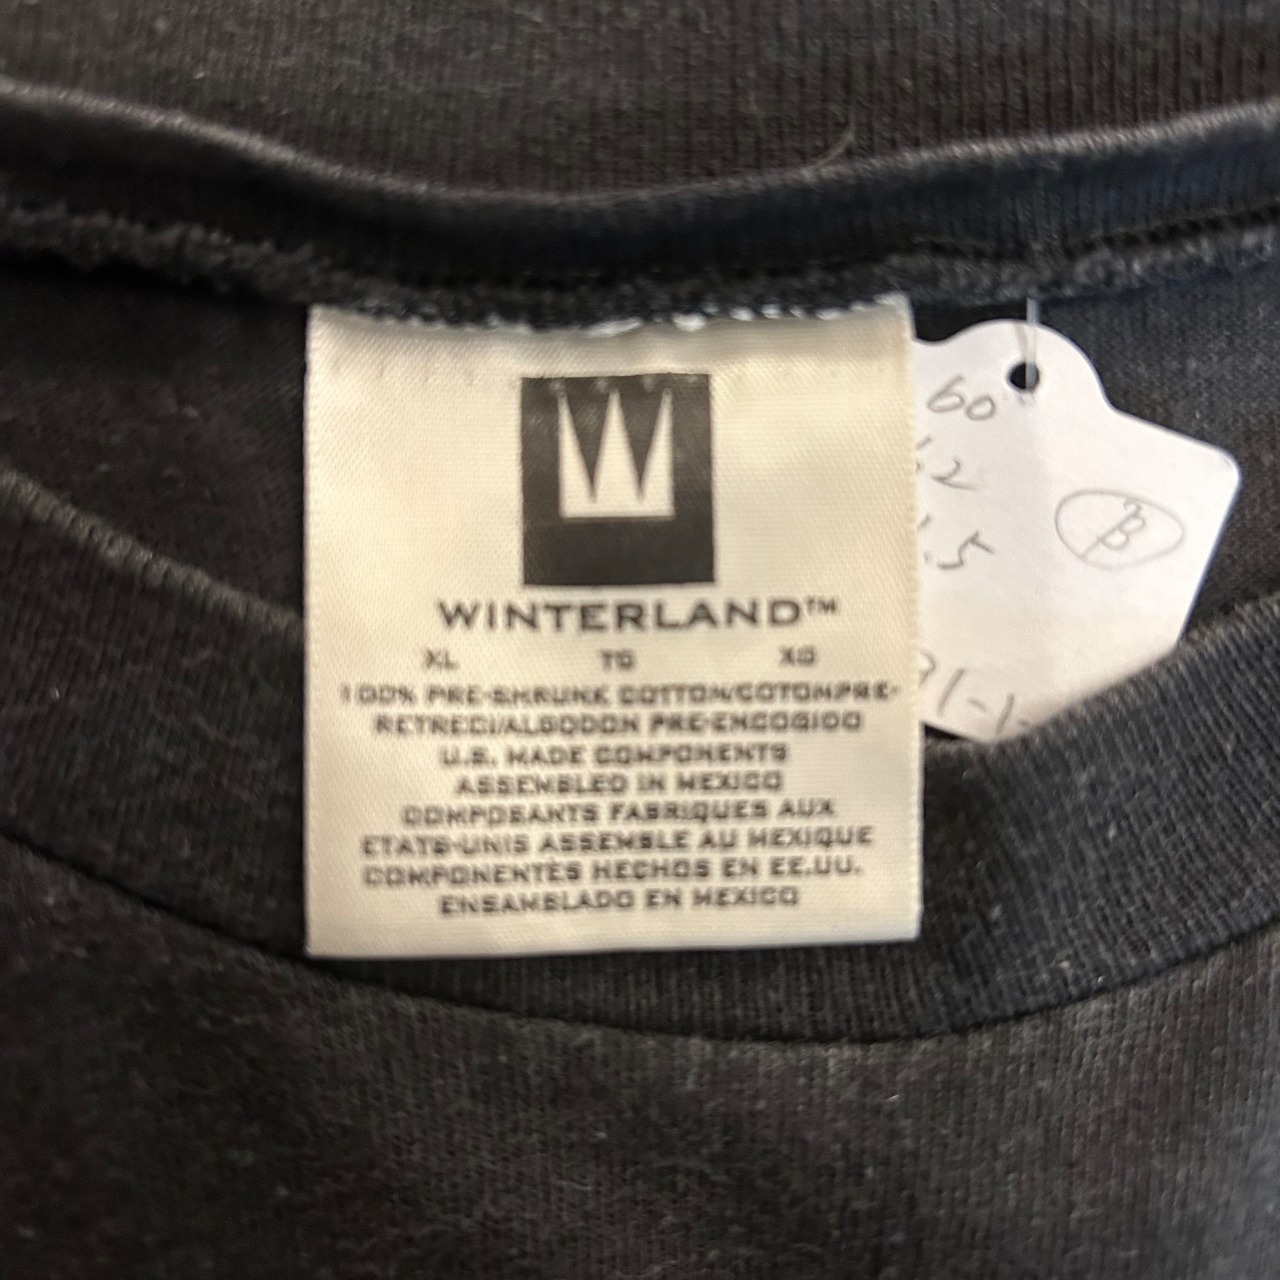 W
WINTERLAND™
XL TG XG
100% PRE-SHRUNK COTTON/COTONPRE-
RETRECI/ALGODON PRE-ENCOGIDO
U.S. MADE COMPONENTS
ASSEMBLED IN MEXICO
COMPOSANTS FABRIQUES AUX
ETATS-UNIS ASSEMBLE AU MEXIQUE
COMPONENTES HECHOS EN EE.UU.
ENSAMBLADO EN MEXICO
60
B